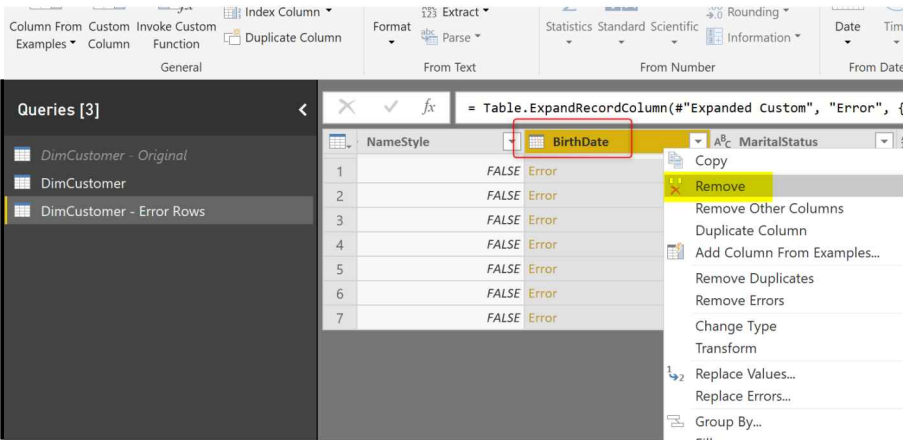 Index Column
123 Extract
Rounding
Column From Custom Invoke Custom
Examples Column Function
Duplicate Column
Format
abc Parse
Statistics Standard Scientific
Information
Date
General
From Text
From Number
From Date
Queries [3]
fx = Table.ExpandRecordColumn(#"Expanded Custom", "Error", {
DimCustomer - Original
DimCustomer
DimCustomer - Error Rows
NameStyle BirthDate ABC MaritalStatus
1 FALSE Error
2 FALSE Error
3 FALSE Error
4 FALSE Error
5 FALSE Error
6 FALSE Error
7 FALSE Error
Copy
Remove
Remove Other Columns
Duplicate Column
Add Column From Examples...
Remove Duplicates
Remove Errors
Change Type
Transform
Replace Values...
Replace Errors...
Group By...